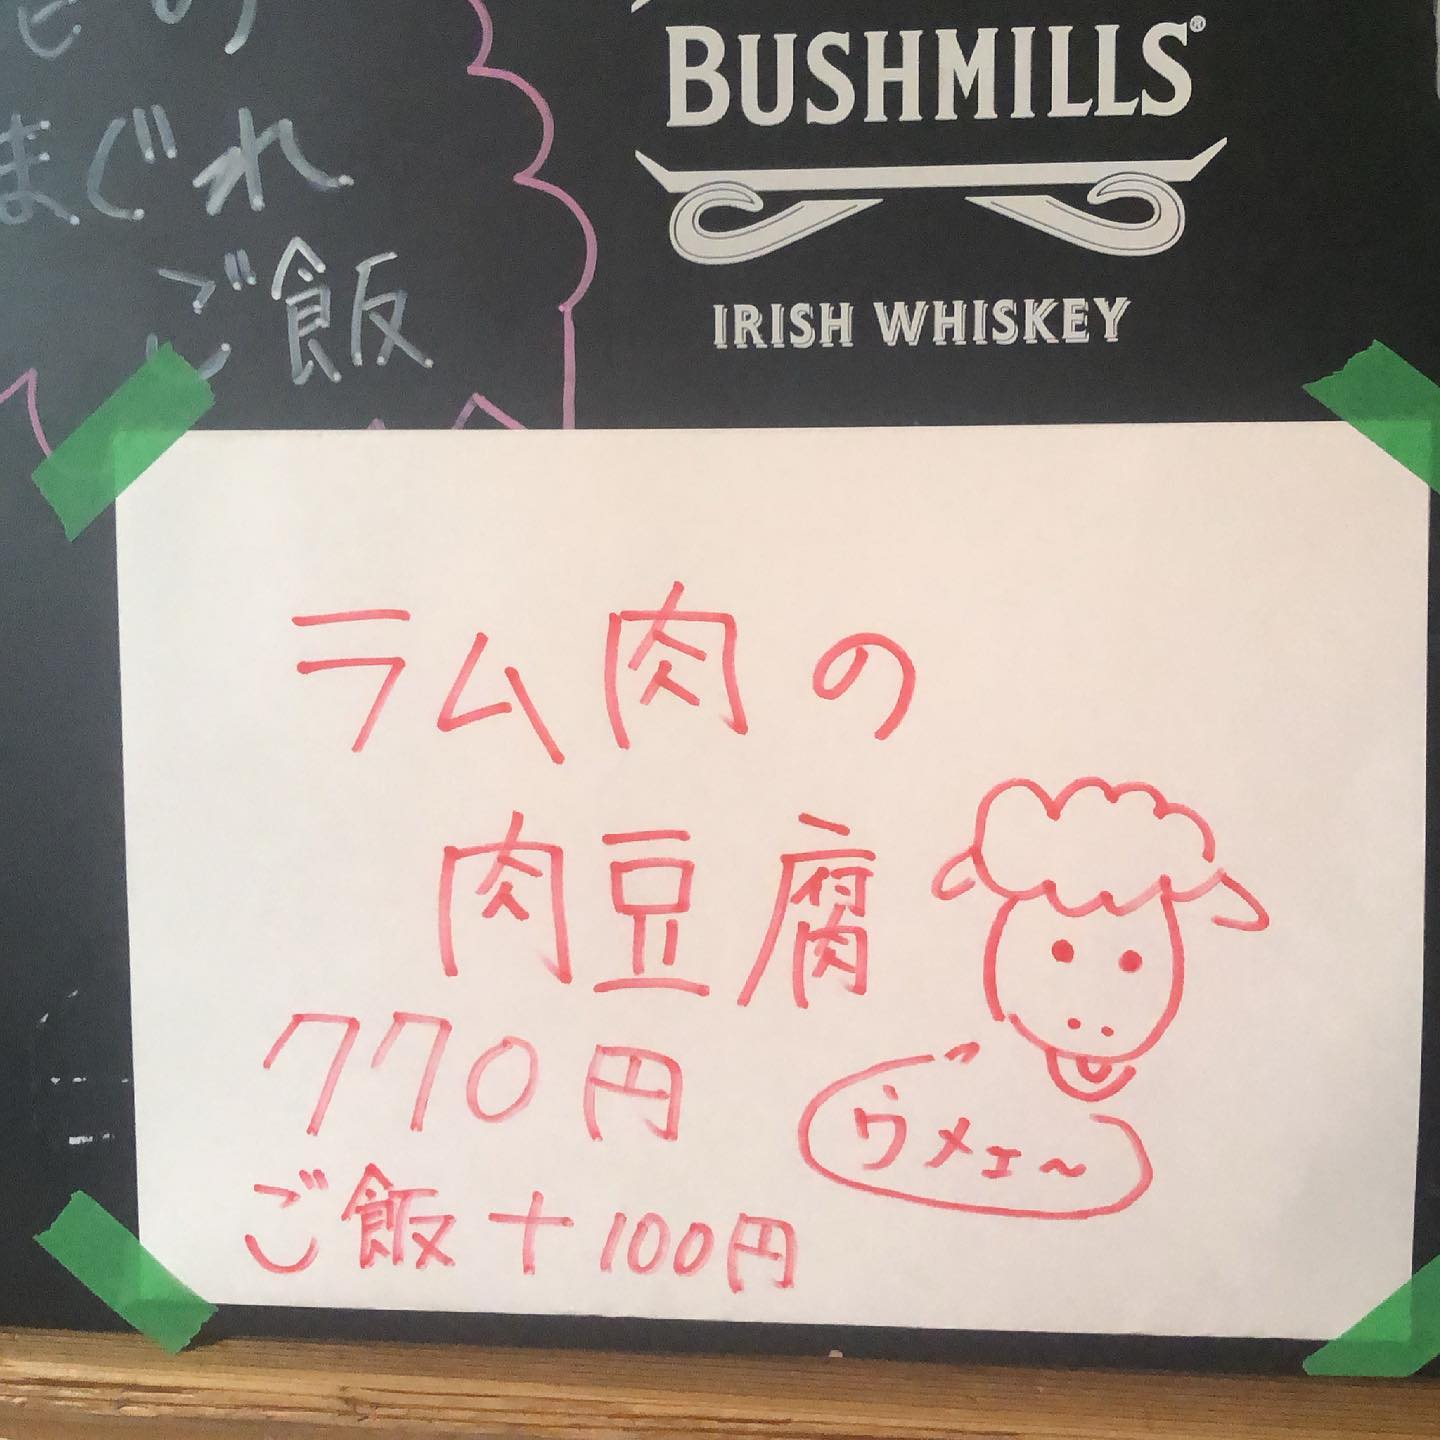 まぐれ
ご飯
BUSHMILLS®
IRISH WHISKEY
ラム肉の
肉豆腐
770円
ウメェ~
ご飯+100円